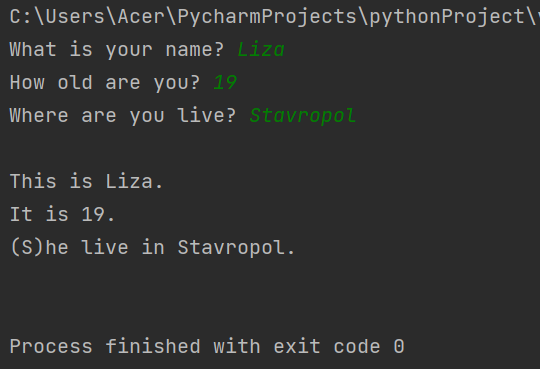 C:\Users\Acer\PycharmProjects\pythonProject\
What is your name? Liza
How old are you? 19
Where are you live? Stavropol
This is Liza.
It is 19.
(S)he live in Stavropol.
Process finished with exit code 0